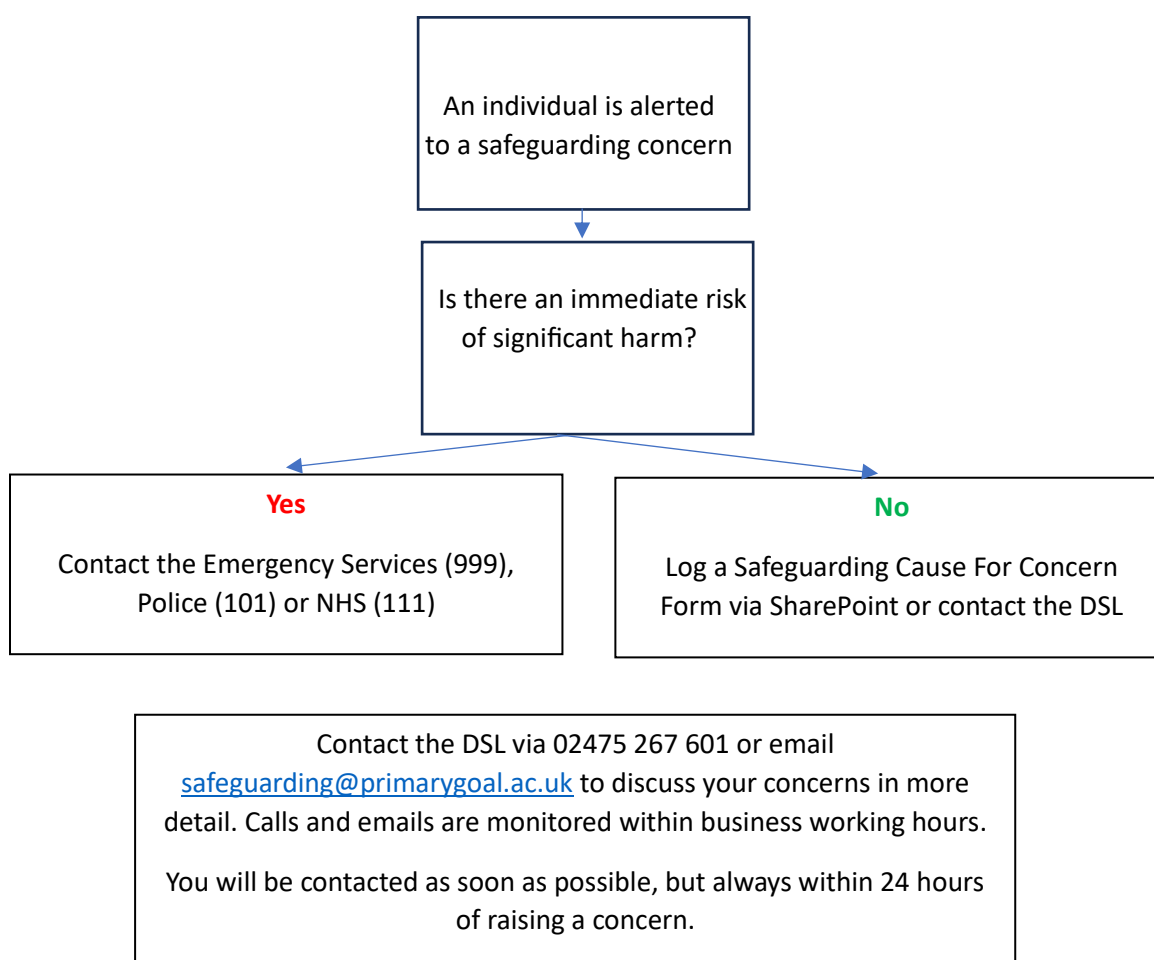 An individual is alerted
to a safeguarding concern
Is there an immediate risk
of significant harm?
Yes
Contact the Emergency Services (999),
Police (101) or NHS (111)
No
Log a Safeguarding Cause For Concern
Form via SharePoint or contact the DSL
Contact the DSL via 02475 267 601 or email
safeguarding@primarygoal.ac.uk to discuss your concerns in more
detail. Calls and emails are monitored within business working hours.
You will be contacted as soon as possible, but always within 24 hours
of raising a concern.